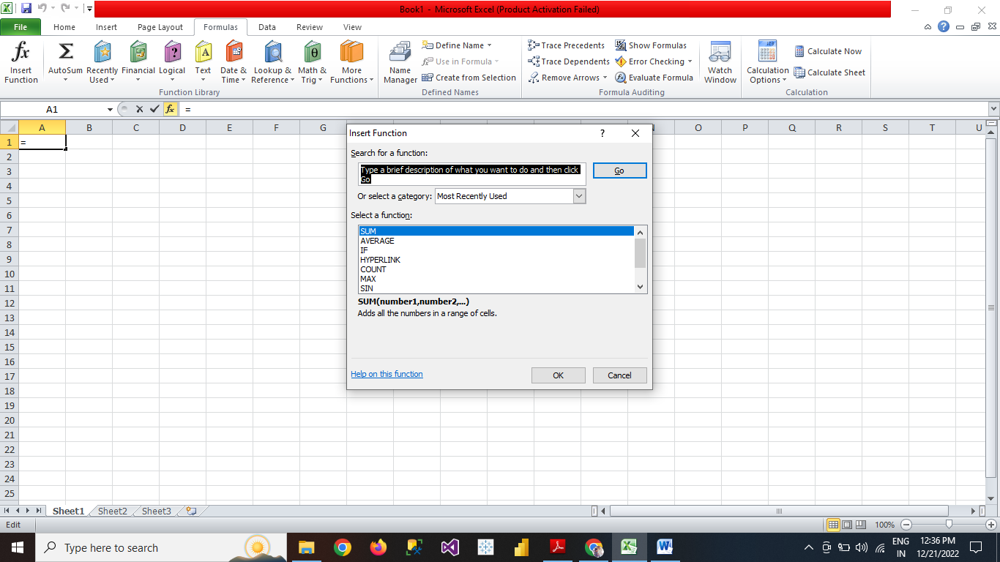 Book1 - Microsoft Excel (Product Activation Failed)
File Home Insert Page Layout Formulas Data Review View
Insert Function
AutoSum
Recently Used
Financial
Logical
Text
Date & Time
Lookup & Reference
Math & Trig
More Functions
Function Library
Name Manager
Define Name
Use in Formula
Create from Selection
Defined Names
Trace Precedents
Trace Dependents
Remove Arrows
Show Formulas
Error Checking
Evaluate Formula
Formula Auditing
Watch Window
Calculation Options
Calculate Now
Calculate Sheet
Calculation
A1 fx =
A B C D E F G N O P Q R S T U
1 =
2
3
4
5
6
7
8
9
10
11
12
13
14
15
16
17
18
19
20
21
22
23
24
25
Insert Function ?
Search for a function:
Type a brief description of what you want to do and then click
Go
Go
Or select a category: Most Recently Used
Select a function:
SUM
AVERAGE
IF
HYPERLINK
COUNT
MAX
SIN
SUM(number1,number2,...)
Adds all the numbers in a range of cells.
Help on this function
OK Cancel
Sheet1 Sheet2 Sheet3
Edit 100%
Type here to search
ENG
IN
12:36 PM
12/21/2022